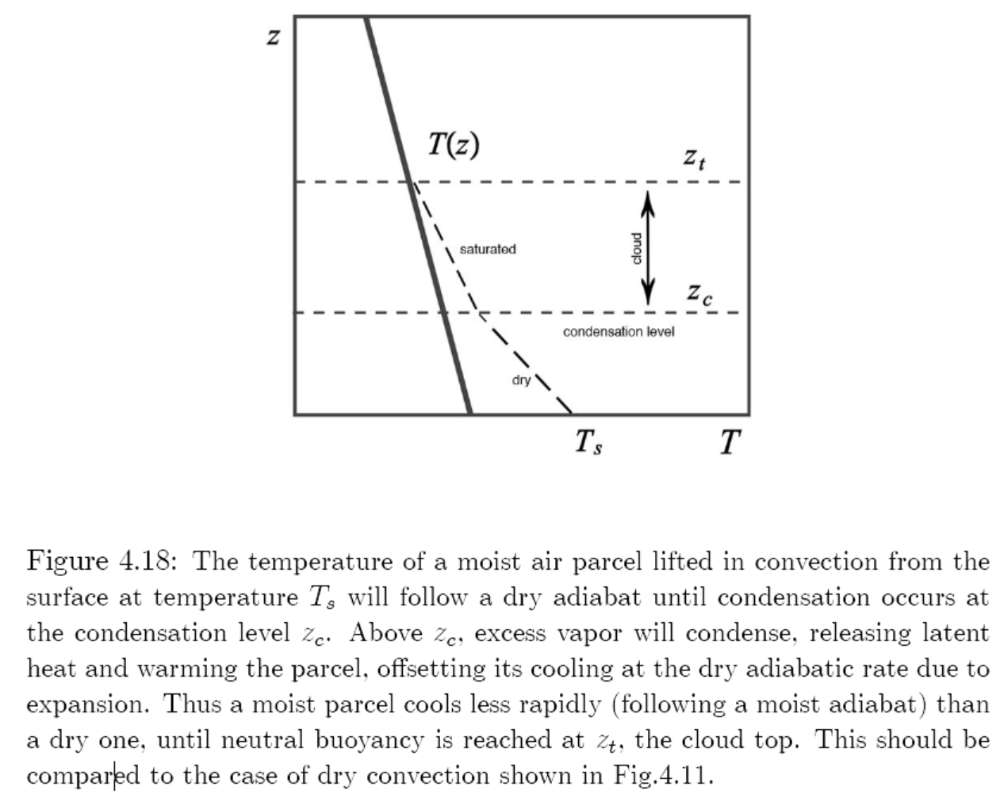 z
T(z)
z_t
saturated
cloud
z_c
condensation level
dry
T_s
T
Figure 4.18: The temperature of a moist air parcel lifted in convection from the
surface at temperature T_s will follow a dry adiabat until condensation occurs at
the condensation level z_c. Above z_c, excess vapor will condense, releasing latent
heat and warming the parcel, offsetting its cooling at the dry adiabatic rate due to
expansion. Thus a moist parcel cools less rapidly (following a moist adiabat) than
a dry one, until neutral buoyancy is reached at z_t, the cloud top. This should be
compared to the case of dry convection shown in Fig.4.11.